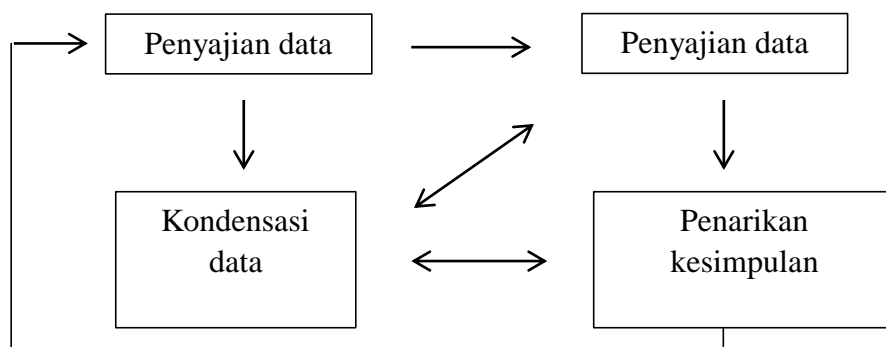 Penyajian data
Penyajian data
Kondensasi
data
Penarikan
kesimpulan